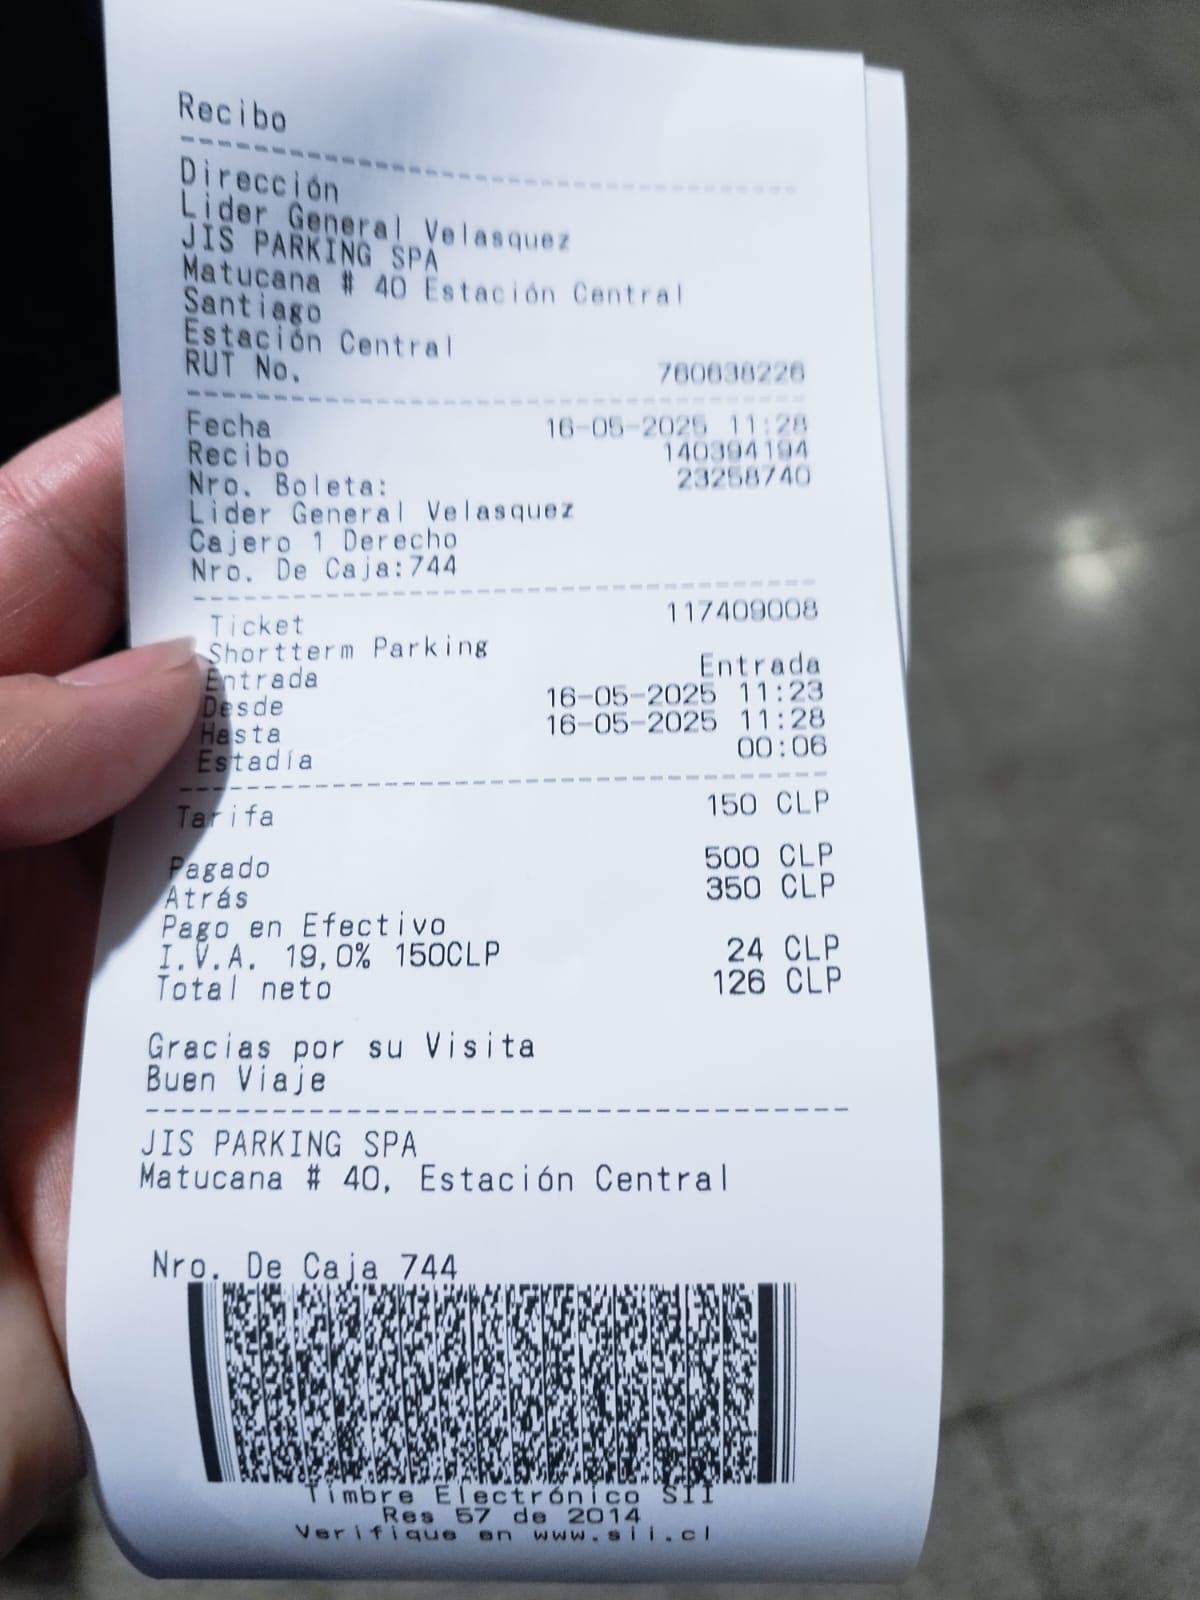 Recibo
Dirección
Lider General Velasquez
JIS PARKING SPA
Matucana # 40 Estación Central
Santiago
Estación Central
RUT No. 760638226
Fecha 16-05-2025 11:28
Recibo 140394194
Nro. Boleta: 23258740
Lider General Velasquez
Cajero 1 Derecho
Nro. De Caja:744
Ticket 117409008
Shortterm Parking
Entrada Entrada
Desde 16-05-2025 11:23
Hasta 16-05-2025 11:28
Estadía 00:06
Tarifa 150 CLP
Pagado 500 CLP
Atrás 350 CLP
Pago en Efectivo
I.V.A. 19,0% 150CLP 24 CLP
Total neto 126 CLP
Gracias por su Visita
Buen Viaje
JIS PARKING SPA
Matucana # 40, Estación Central
Nro. De Caja 744
Timbre Electrónico SII
Res 57 de 2014
Verifique en www.sii.cl